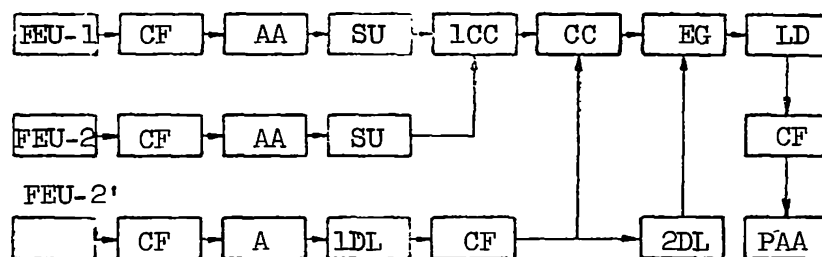 FEU-1 CF AA SU 1CC CC EG LD
FEU-2 CF AA SU CF
FEU-2'
CF A 1DL CF 2DL PAA